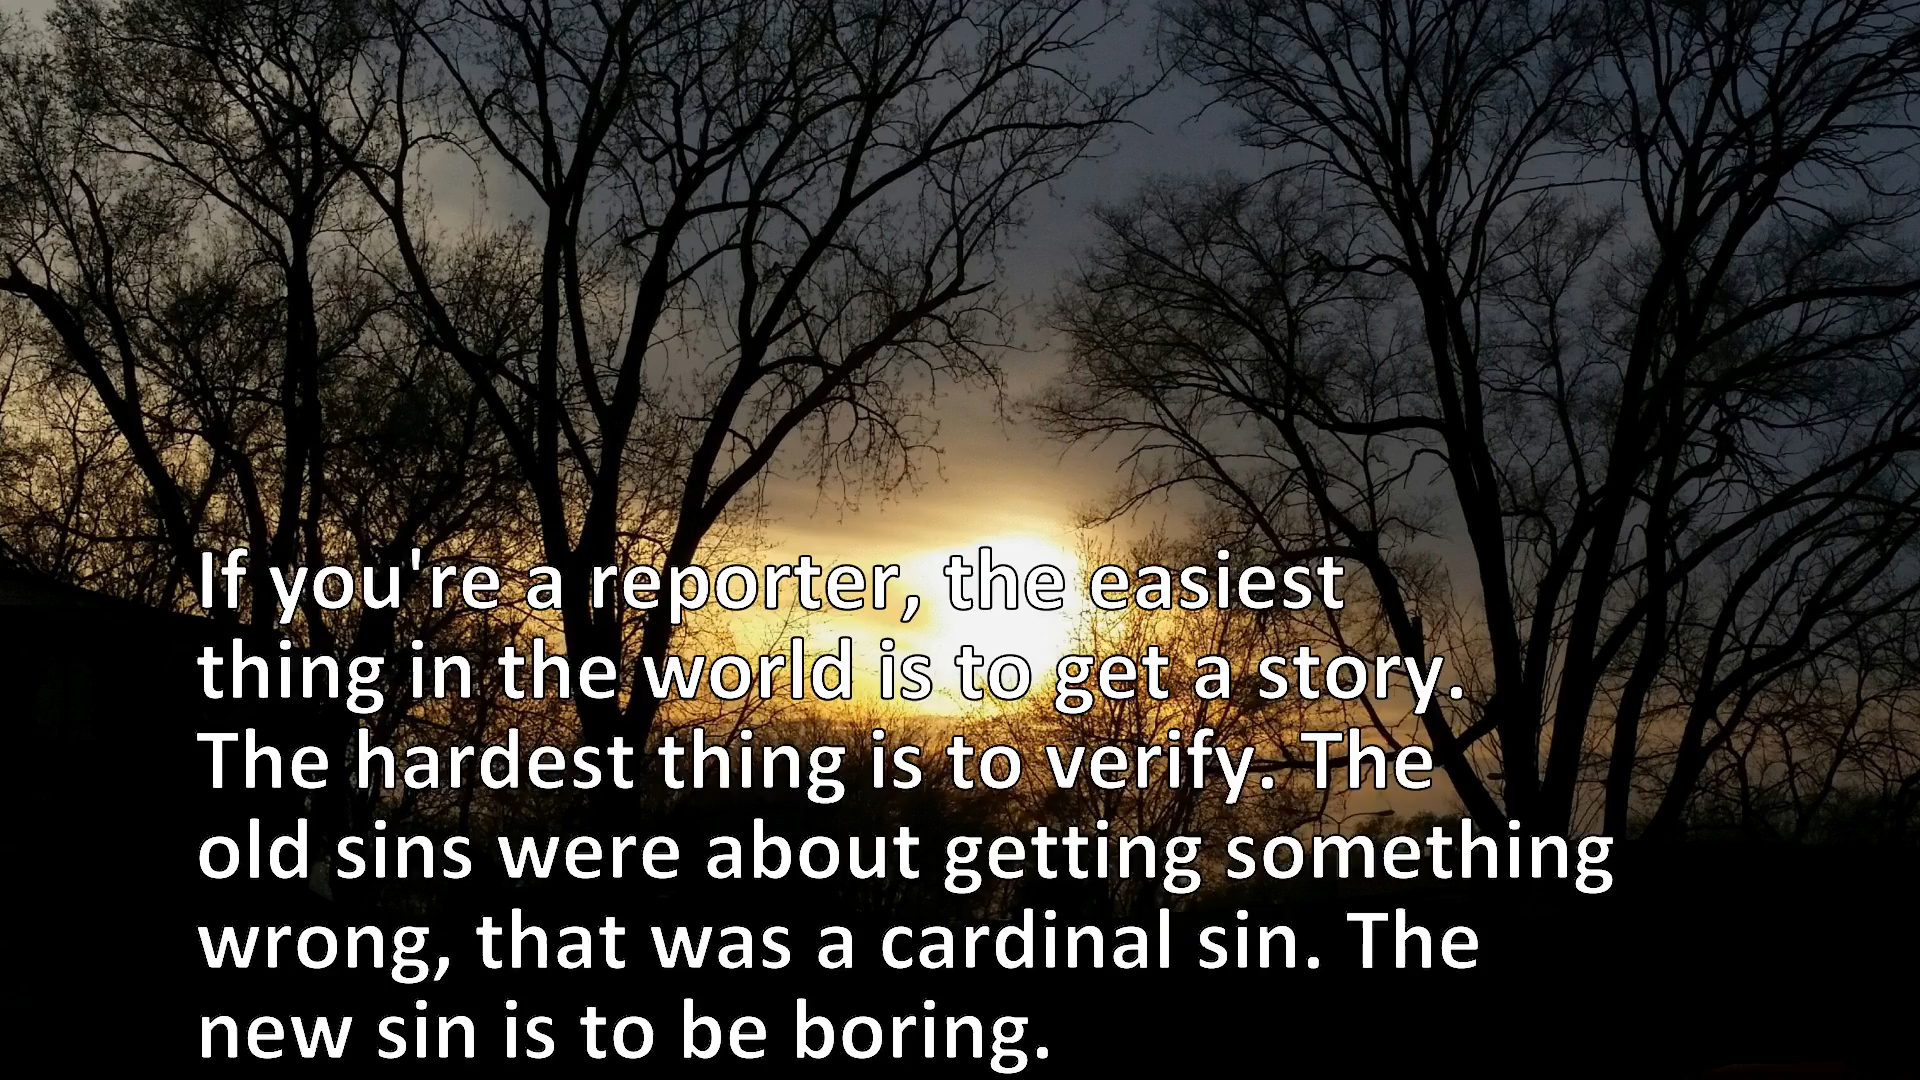 If you're a reporter, the easiest
thing in the world is to get a story.
The hardest thing is to verify. The
old sins were about getting something
wrong, that was a cardinal sin. The
new sin is to be boring.